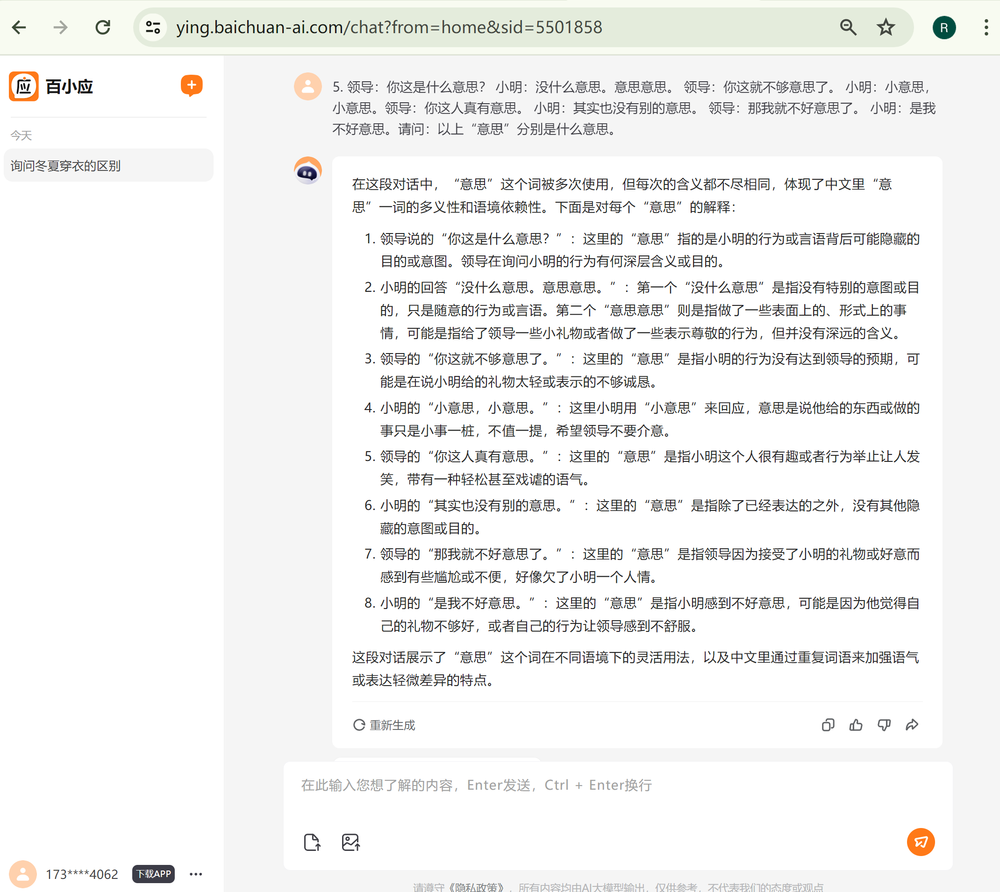 ying.baichuan-ai.com/chat?from=home&sid=5501858
R
应 百小应
今天
询问冬夏穿衣的区别
5. 领导：你这是什么意思？ 小明：没什么意思。意思意思。 领导：你这就不够意思了。 小明：小意思，
小意思。领导：你这人真有意思。 小明：其实也没有别的意思。 领导：那我就不好意思了。 小明：是我
不好意思。请问：以上“意思”分别是什么意思。
在这段对话中，“意思”这个词被多次使用，但每次的含义都不尽相同，体现了中文里“意
思”一词的多义性和语境依赖性。下面是对每个“意思”的解释：
1. 领导说的“你这是什么意思？”：这里的“意思”指的是小明的行为或言语背后可能隐藏的
目的或意图。领导在询问小明的行为有何深层含义或目的。
2. 小明的回答“没什么意思。意思意思。”：第一个“没什么意思”是指没有特别的意图或目
的，只是随意的行为或言语。第二个“意思意思”则是指做了一些表面上的、形式上的事
情，可能是指给了领导一些小礼物或者做了一些表示尊敬的行为，但并没有深远的含义。
3. 领导的“你这就不够意思了。”：这里的“意思”是指小明的行为没有达到领导的预期，可
能是在说小明给的礼物太轻或表示的不够诚恳。
4. 小明的“小意思，小意思。”：这里小明用“小意思”来回应，意思是说他给的东西或做的
事只是小事一桩，不值一提，希望领导不要介意。
5. 领导的“你这人真有意思。”：这里的“意思”是指小明这个人很有趣或者行为举止让人发
笑，带有一种轻松甚至戏谑的语气。
6. 小明的“其实也没有别的意思。”：这里的“意思”是指除了已经表达的之外，没有其他隐
藏的意图或目的。
7. 领导的“那我就不好意思了。”：这里的“意思”是指领导因为接受了小明的礼物或好意而
感到有些尴尬或不便，好像欠了小明一个人情。
8. 小明的“是我不好意思。”：这里的“意思”是指小明感到不好意思，可能是因为他觉得自
己的礼物不够好，或者自己的行为让领导感到不舒服。
这段对话展示了“意思”这个词在不同语境下的灵活用法，以及中文里通过重复词语来加强语气
或表达轻微差异的特点。
重新生成
在此输入您想了解的内容，Enter发送，Ctrl + Enter换行
173****4062 下载APP
请遵守《隐私政策》，所有内容均由AI大模型输出，仅供参考，不代表我们的态度或观点